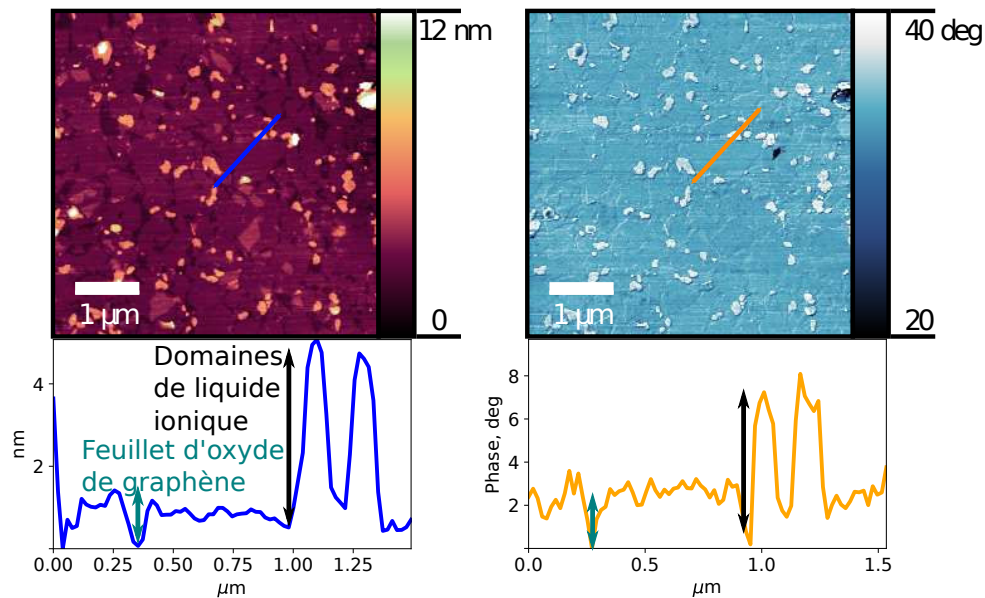 12 nm
0
1 µm
40 deg
20
1 µm
Domaines
de liquide
ionique
Feuillet d'oxyde
de graphène
nm
4
2
0.00 0.25 0.50 0.75 1.00 1.25
µm
Phase, deg
8
6
4
2
0.0 0.5 1.0 1.5
µm